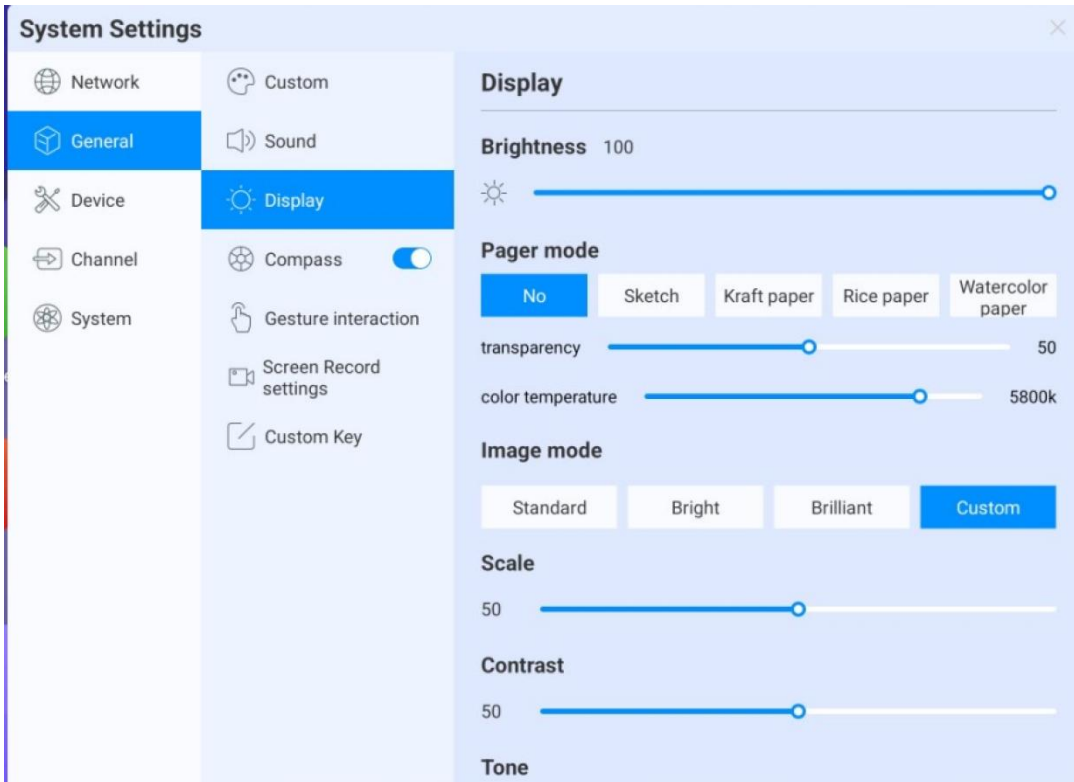 System Settings
Network
General
Device
Channel
System
Custom
Sound
Display
Compass
Gesture interaction
Screen Record
settings
Custom Key
Display
Brightness 100
Pager mode
No
Sketch
Kraft paper
Rice paper
Watercolor
paper
transparency 50
color temperature 5800k
Image mode
Standard
Bright
Brilliant
Custom
Scale
50
Contrast
50
Tone